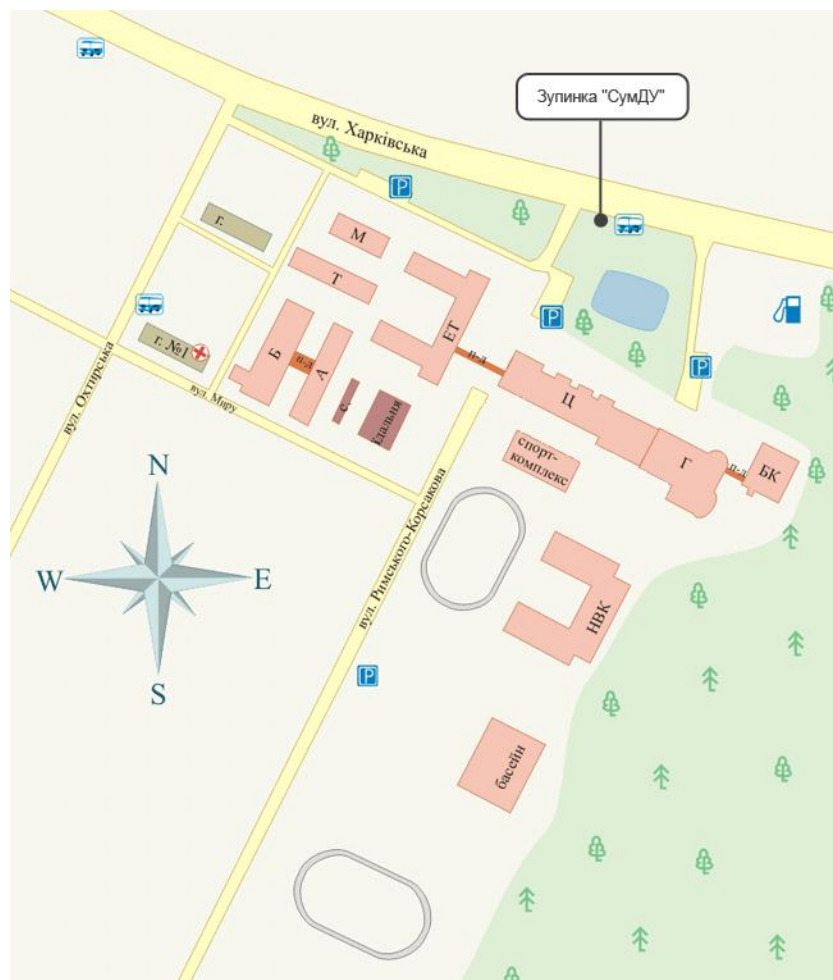 Зупинка "СумДУ"
вул. Харківська
P
г.
М
Т
ЕТ
P
г. №1
Б
п-д
А
п-д
P
вул. Охтирська
вул. Миру
с.
Їдальня
Ц
спорт-
комплекс
Г
п-д
БК
N
W
E
S
вул. Римського-Корсакова
НВК
P
басейн